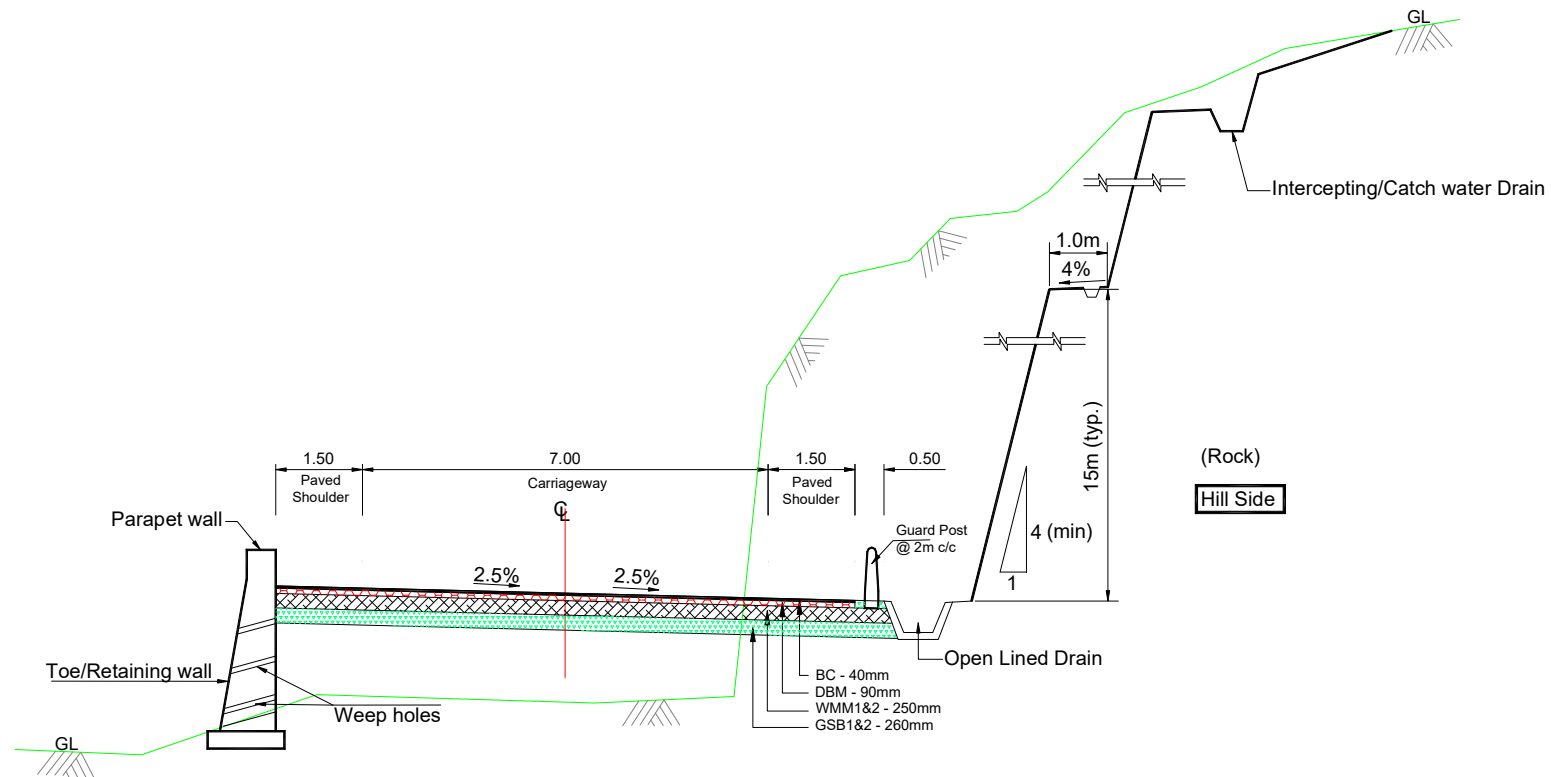 GL
Intercepting/Catch water Drain
1.0m
4%
15m (typ.)
(Rock)
Hill Side
4 (min)
1
1.50
Paved
Shoulder
7.00
Carriageway
1.50
Paved
Shoulder
0.50
CL
Parapet wall
Guard Post
@ 2m c/c
2.5%
2.5%
Toe/Retaining wall
Weep holes
Open Lined Drain
BC - 40mm
DBM - 90mm
WMM1&2 - 250mm
GSB1&2 - 260mm
GL